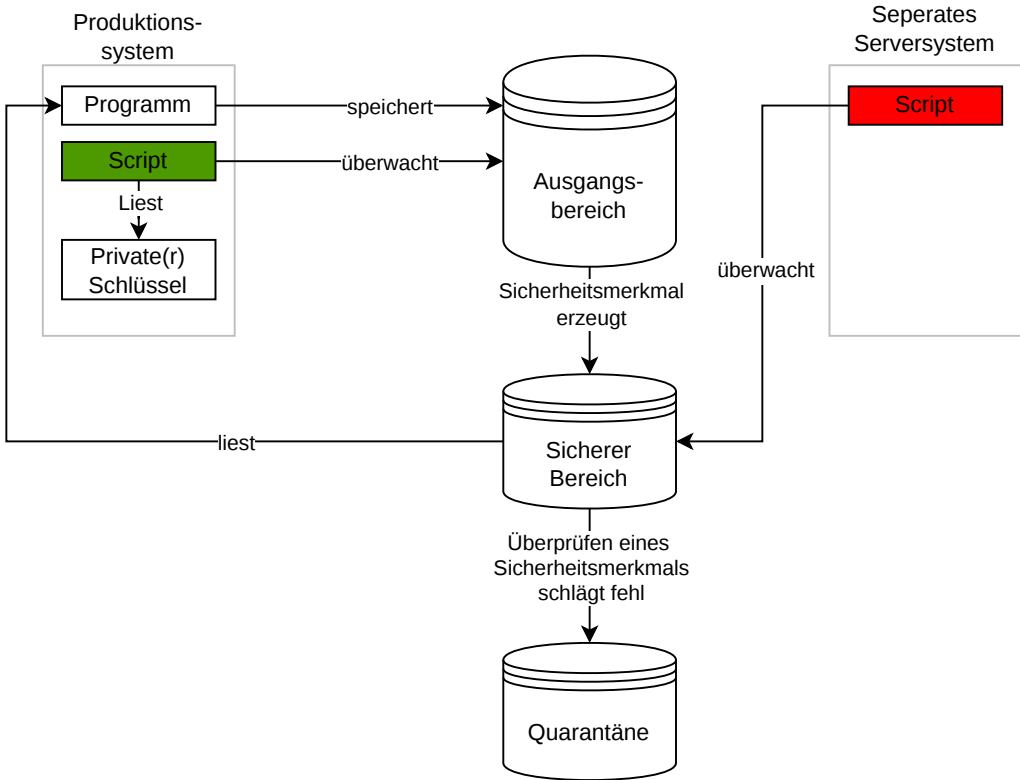 Produktions-
system
Seperates
Serversystem
Programm
speichert
Script
Script
überwacht
Liest
Ausgangs-
bereich
Private(r)
Schlüssel
überwacht
Sicherheitsmerkmal
erzeugt
liest
Sicherer
Bereich
Überprüfen eines
Sicherheitsmerkmals
schlägt fehl
Quarantäne